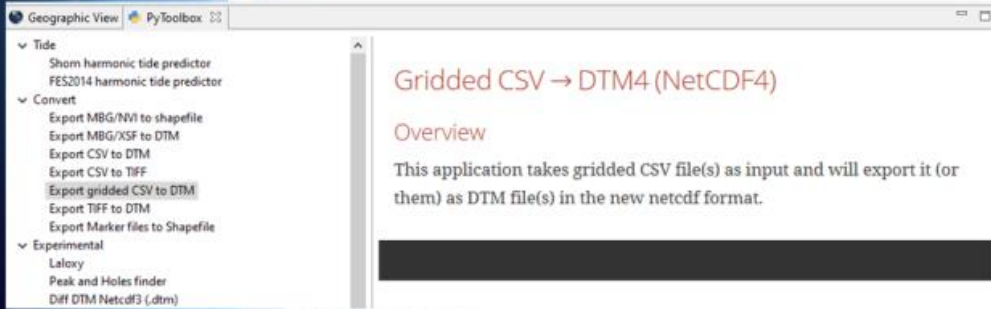 Geographic View PyToolbox
Tide
Shom harmonic tide predictor
FES2014 harmonic tide predictor
Convert
Export MBG/NVI to shapefile
Export MBG/XSF to DTM
Export CSV to DTM
Export CSV to TIFF
Export gridded CSV to DTM
Export TIFF to DTM
Export Marker files to Shapefile
Experimental
Laloxy
Peak and Holes finder
Diff DTM Netcdf3 (.dtm)
Gridded CSV → DTM4 (NetCDF4)
Overview
This application takes gridded CSV file(s) as input and will export it (or
them) as DTM file(s) in the new netcdf format.